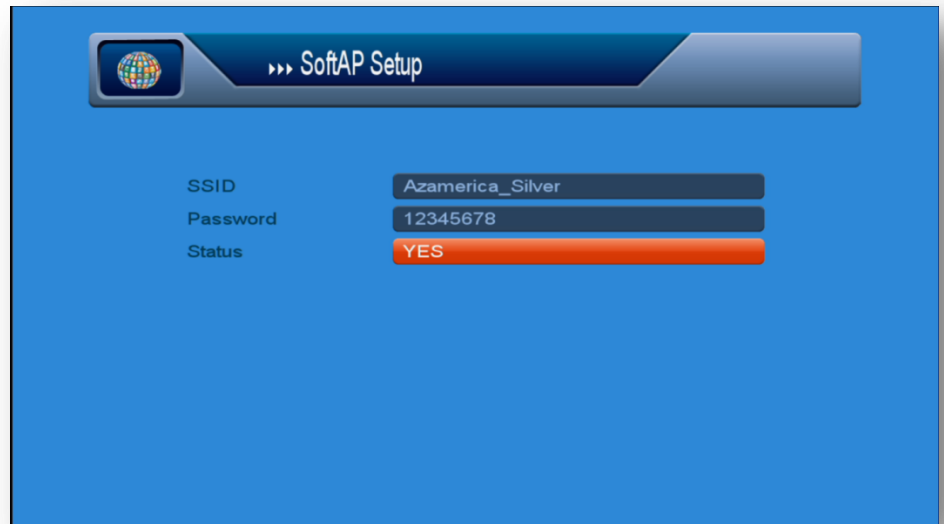 SoftAP Setup
SSID Azamerica_Silver
Password 12345678
Status YES